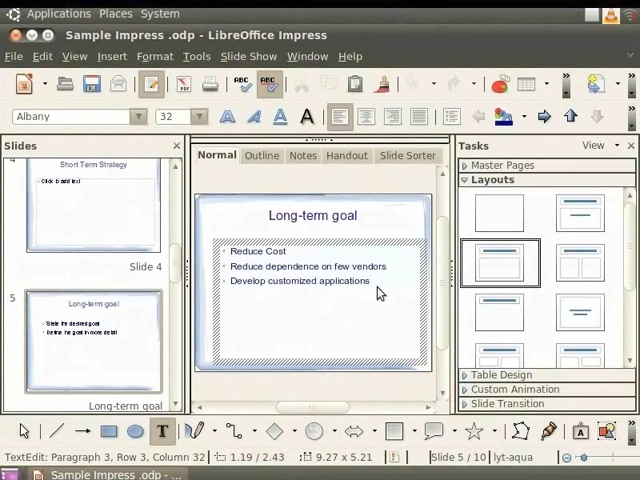 Applications Places System
Sample Impress .odp - LibreOffice Impress
File Edit View Insert Format Tools Slide Show Window Help
ABC ABC
Albany 32 A A A A
Slides
Tasks View
Normal Outline Notes Handout Slide Sorter
Master Pages
Layouts
4
Short Term Strategy
Click to add text
Slide 4
5
Long-term goal
State the desired goal
Define the goal in more detail
Long-term goal
Long-term goal
Reduce Cost
Reduce dependence on few vendors
Develop customized applications
Table Design
Custom Animation
Slide Transition
T
A
TextEdit: Paragraph 3, Row 3, Column 32 1.19 / 2.43 9.27 x 5.21 Slide 5 / 10 lyt-aqua
Sample Impress .odp - ...